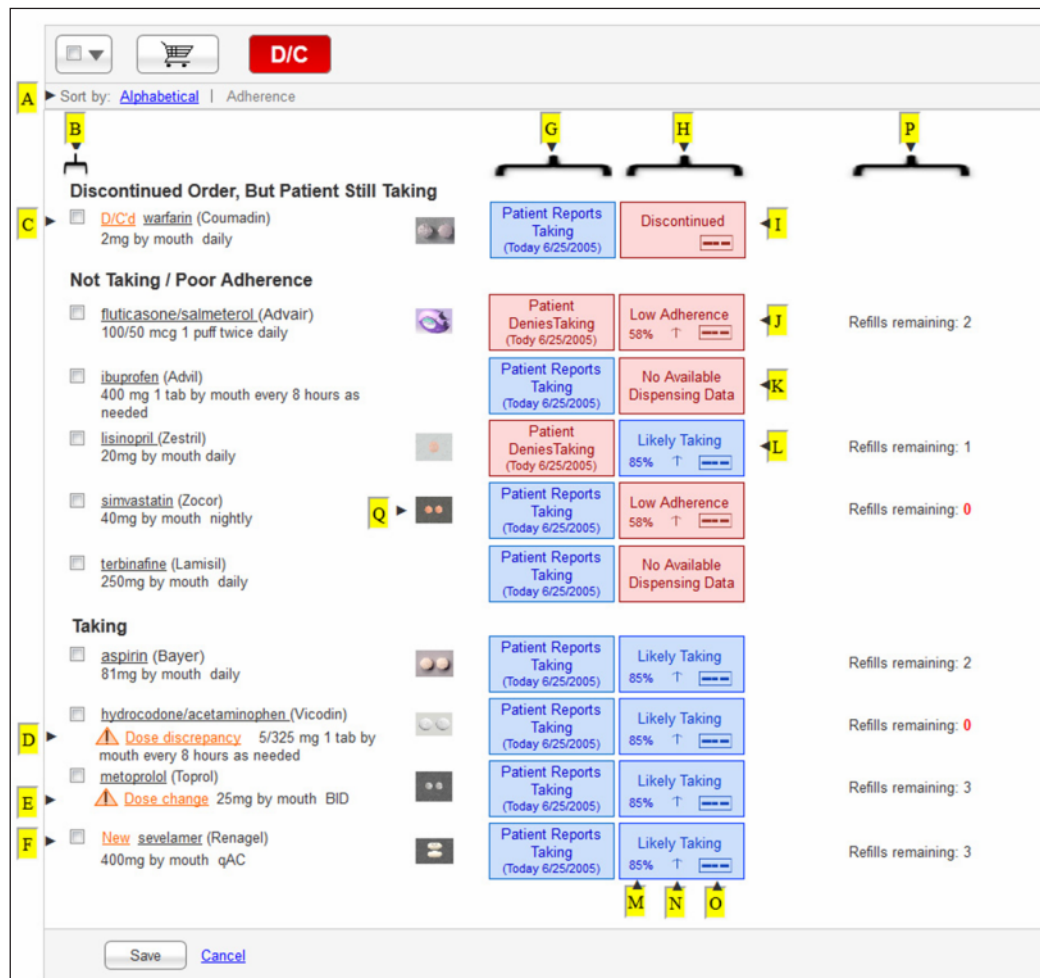 D/C
A Sort by: Alphabetical | Adherence
B G H P
Discontinued Order, But Patient Still Taking
C D/C'd warfarin (Coumadin)
2mg by mouth daily
Patient Reports
Taking
(Today 6/25/2005)
Discontinued
I
Not Taking / Poor Adherence
fluticasone/salmeterol (Advair)
100/50 mcg 1 puff twice daily
Patient
DeniesTaking
(Tody 6/25/2005)
Low Adherence
58%
J
Refills remaining: 2
ibuprofen (Advil)
400 mg 1 tab by mouth every 8 hours as
needed
Patient Reports
Taking
(Today 6/25/2005)
No Available
Dispensing Data
K
lisinopril (Zestril)
20mg by mouth daily
Patient
DeniesTaking
(Tody 6/25/2005)
Likely Taking
85%
L
Refills remaining: 1
simvastatin (Zocor)
40mg by mouth nightly
Q
Patient Reports
Taking
(Today 6/25/2005)
Low Adherence
58%
Refills remaining: 0
terbinafine (Lamisil)
250mg by mouth daily
Patient Reports
Taking
(Today 6/25/2005)
No Available
Dispensing Data
Taking
aspirin (Bayer)
81mg by mouth daily
Patient Reports
Taking
(Today 6/25/2005)
Likely Taking
85%
Refills remaining: 2
hydrocodone/acetaminophen (Vicodin)
D Dose discrepancy 5/325 mg 1 tab by
mouth every 8 hours as needed
Patient Reports
Taking
(Today 6/25/2005)
Likely Taking
85%
Refills remaining: 0
metoprolol (Toprol)
E Dose change 25mg by mouth BID
Patient Reports
Taking
(Today 6/25/2005)
Likely Taking
85%
Refills remaining: 3
F New sevelamer (Renagel)
400mg by mouth qAC
Patient Reports
Taking
(Today 6/25/2005)
Likely Taking
85%
Refills remaining: 3
M N O
Save Cancel